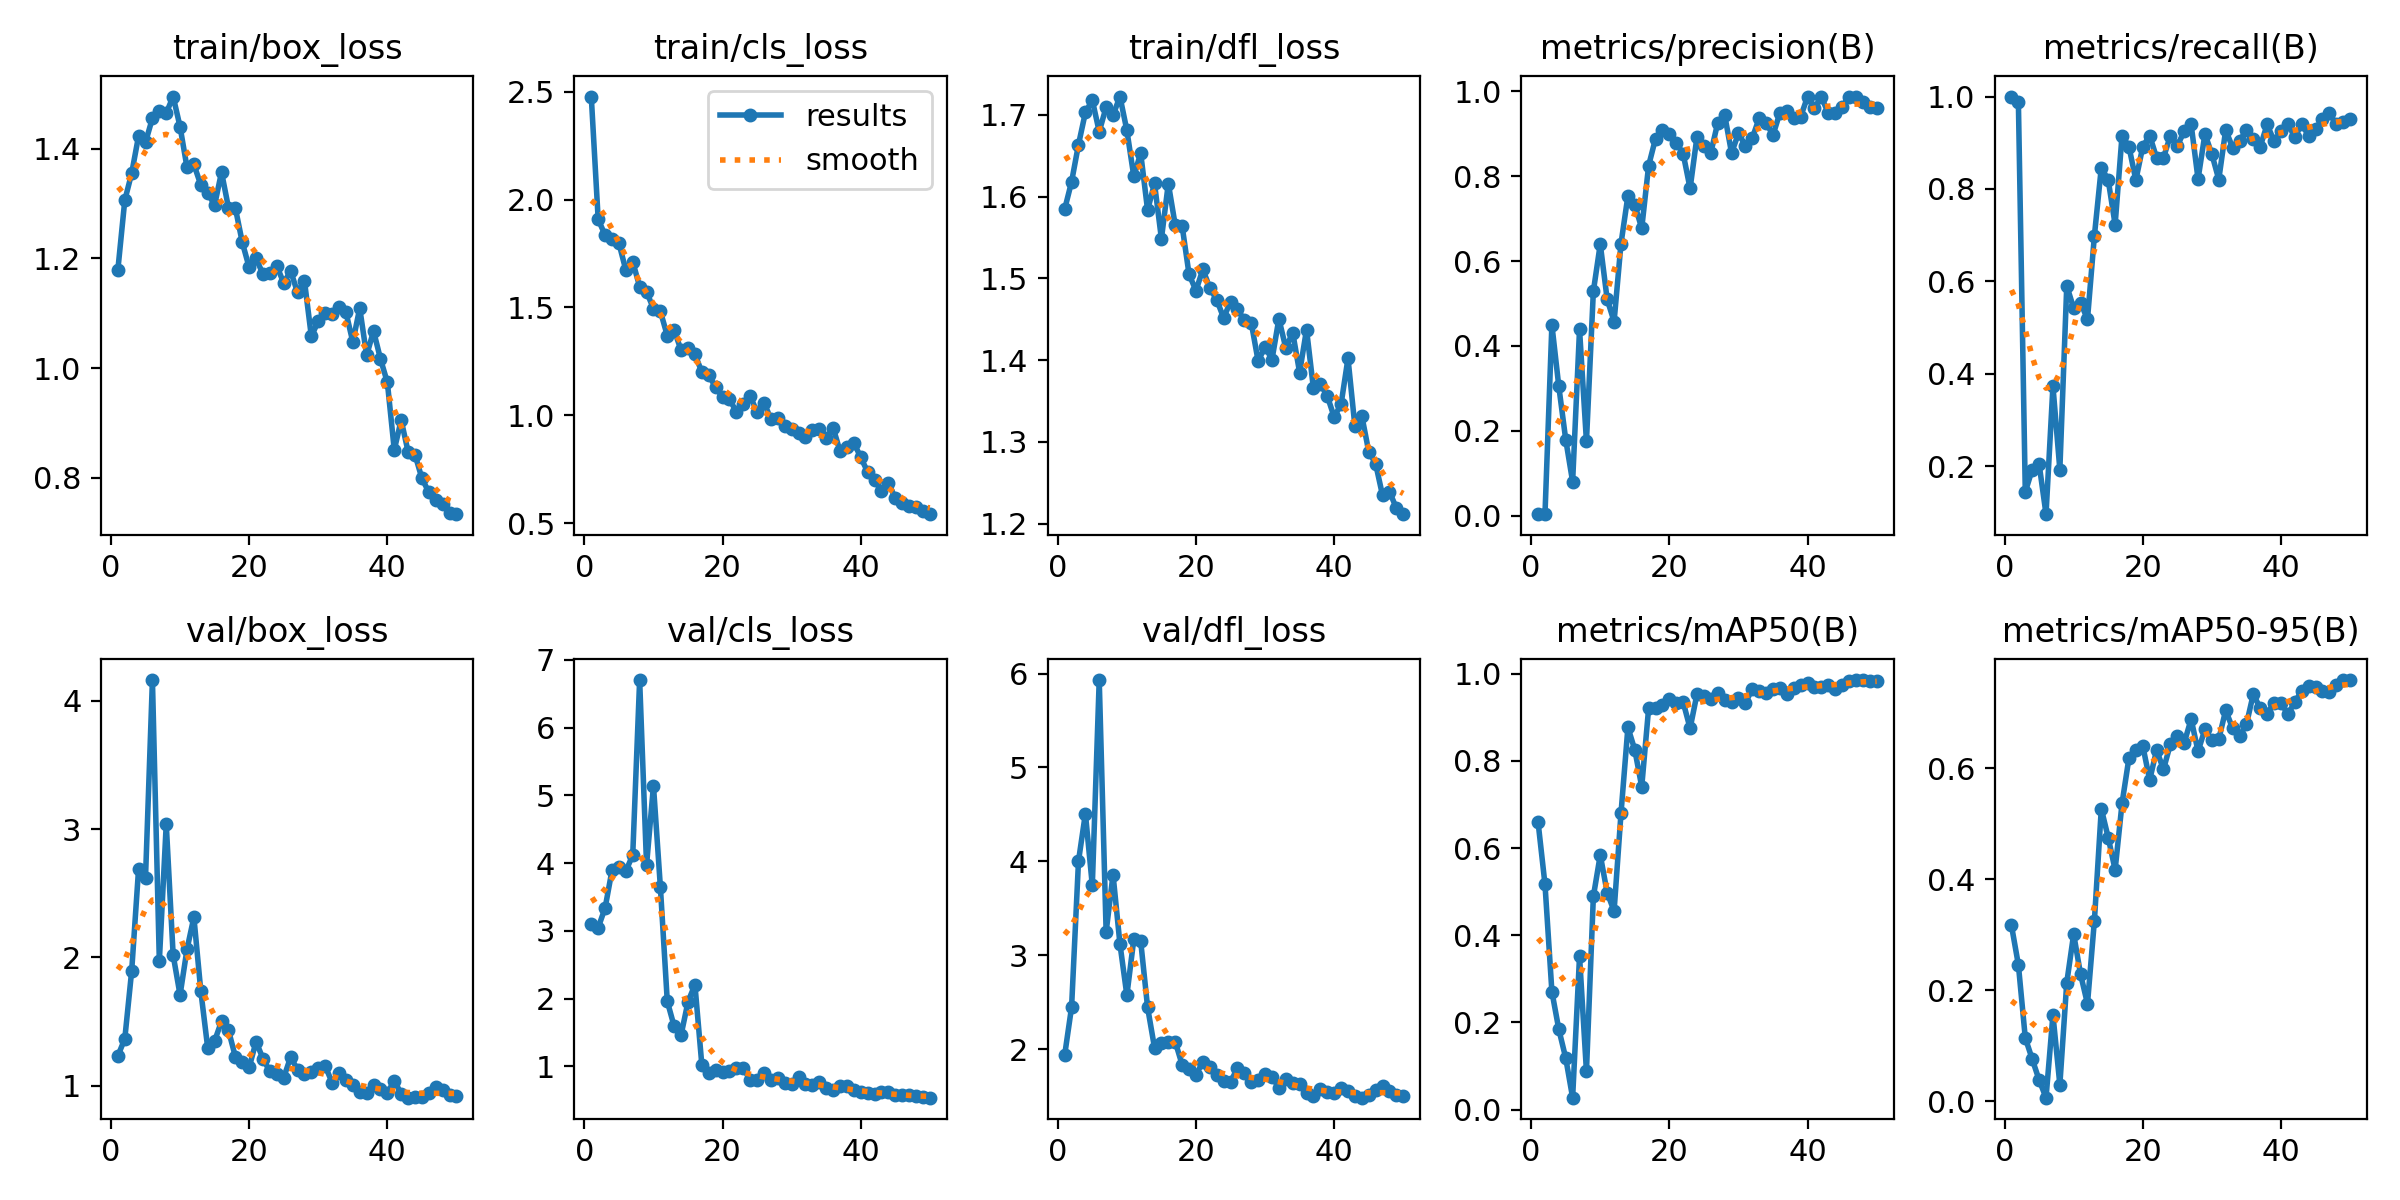 train/box_loss
1.4
1.2
1.0
0.8
0 20 40
train/cls_loss
results
smooth
2.5
2.0
1.5
1.0
0.5
0 20 40
train/dfl_loss
1.7
1.6
1.5
1.4
1.3
1.2
0 20 40
metrics/precision(B)
1.0
0.8
0.6
0.4
0.2
0.0
0 20 40
metrics/recall(B)
1.0
0.8
0.6
0.4
0.2
0 20 40
val/box_loss
4
3
2
1
0 20 40
val/cls_loss
7
6
5
4
3
2
1
0 20 40
val/dfl_loss
6
5
4
3
2
0 20 40
metrics/mAP50(B)
1.0
0.8
0.6
0.4
0.2
0.0
0 20 40
metrics/mAP50-95(B)
0.6
0.4
0.2
0.0
0 20 40